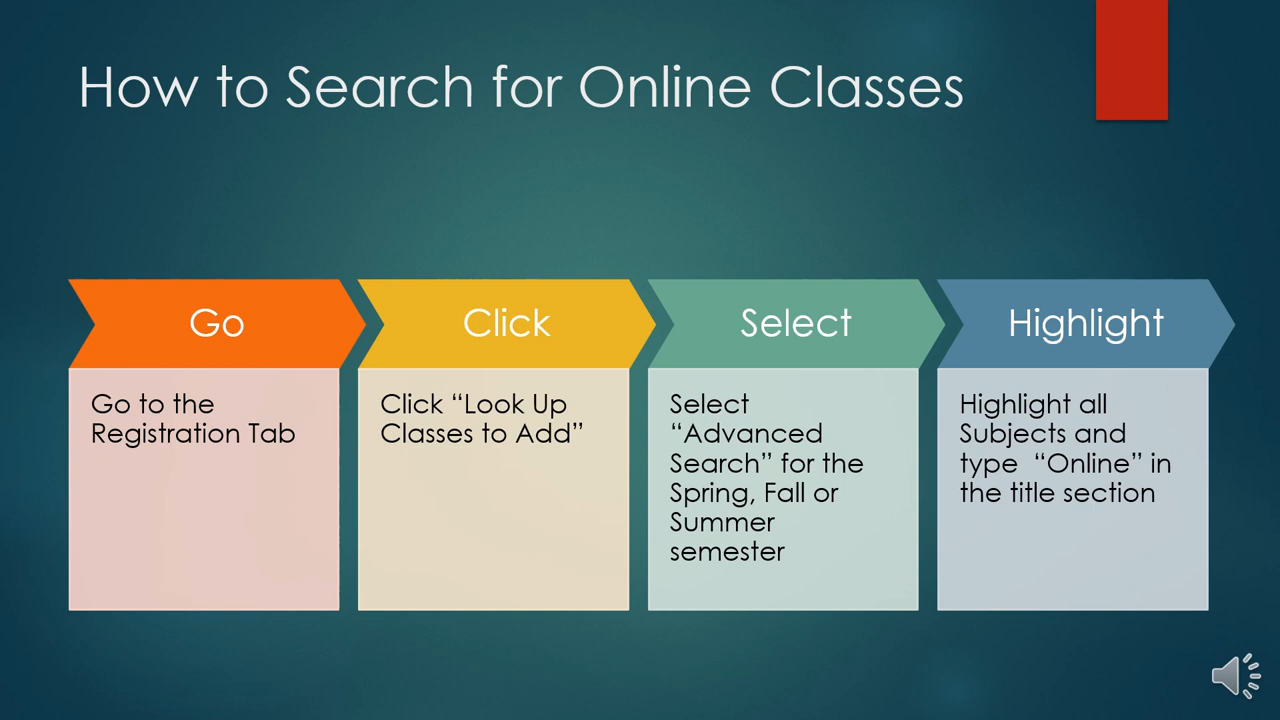 How to Search for Online Classes
Go
Click
Select
Highlight
Go to the
Registration Tab
Click “Look Up
Classes to Add”
Select
“Advanced
Search” for the
Spring, Fall or
Summer
semester
Highlight all
Subjects and
type  “Online” in
the title section